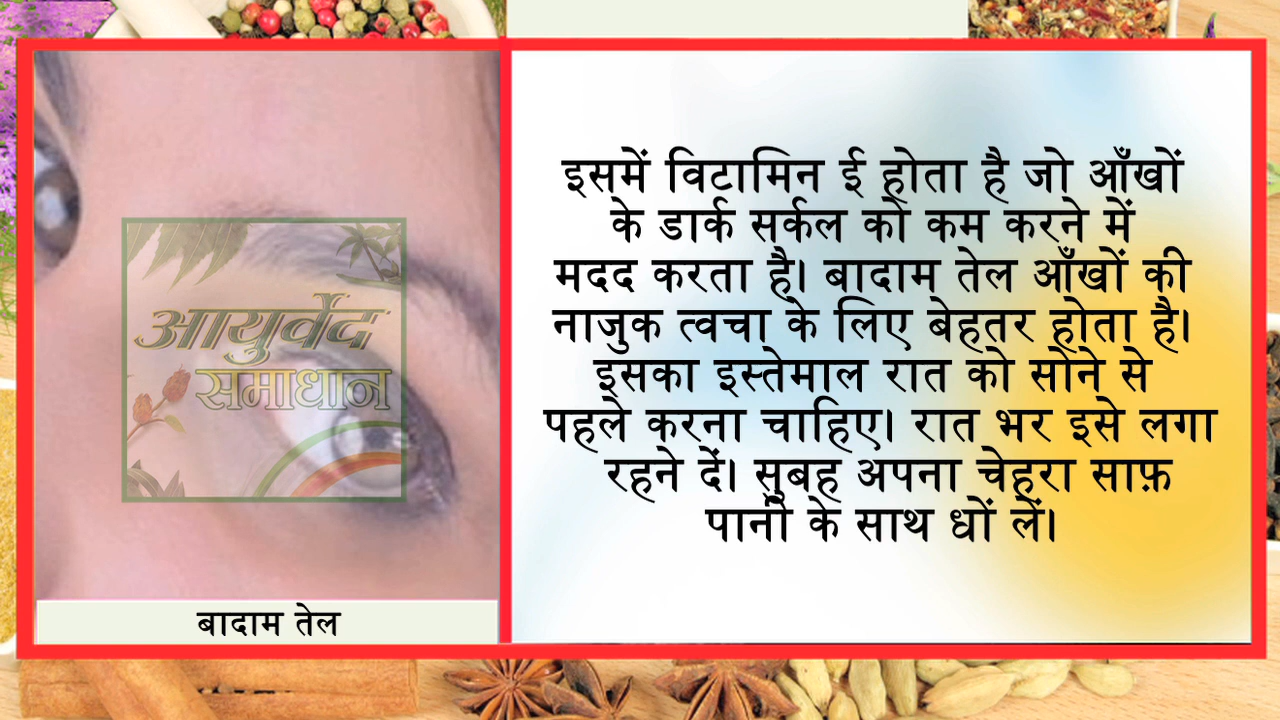 आयुर्वेद
समाधान
बादाम तेल
इसमें विटामिन ई होता है जो आँखों
के डार्क सर्कल को कम करने में
मदद करता है। बादाम तेल आँखों की
नाजुक त्वचा के लिए बेहतर होता है।
इसका इस्तेमाल रात को सोने से
पहले करना चाहिए। रात भर इसे लगा
रहने दें। सुबह अपना चेहरा साफ़
पानी के साथ धों लें।